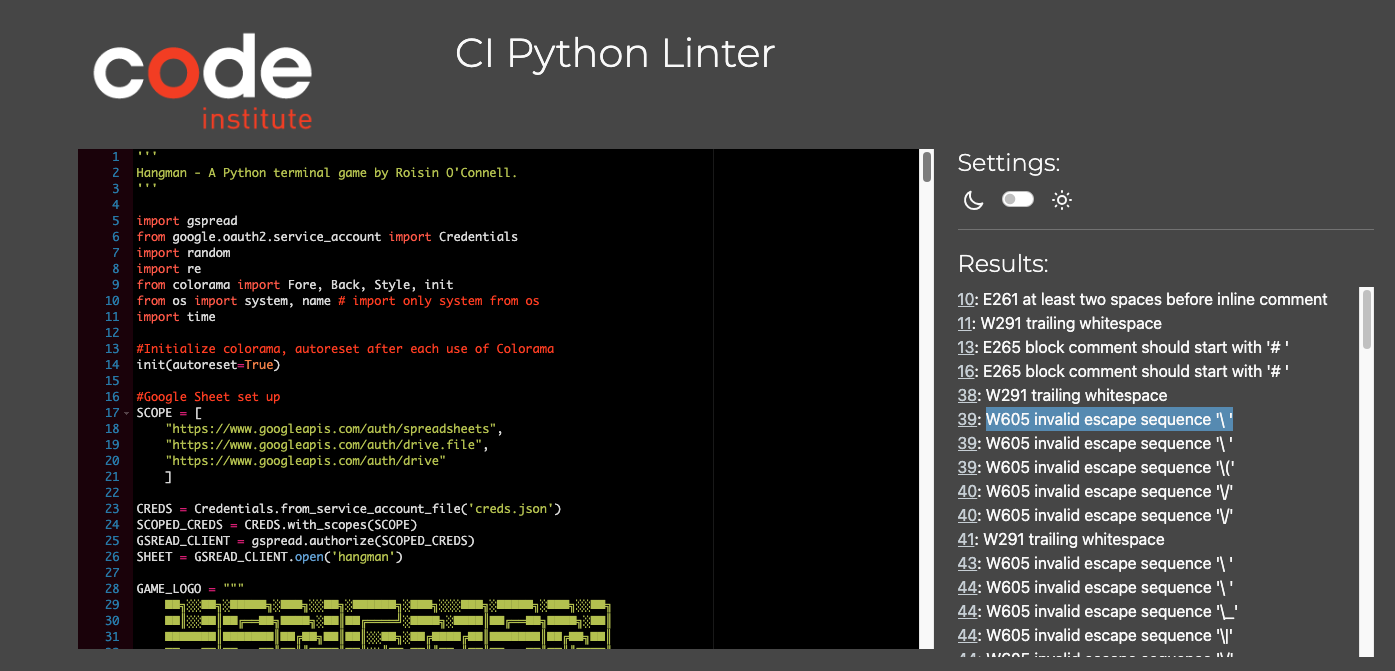 code
institute
CI Python Linter
1 '''
2 Hangman - A Python terminal game by Roisin O'Connell.
3 '''
4
5 import gspread
6 from google.oauth2.service_account import Credentials
7 import random
8 import re
9 from colorama import Fore, Back, Style, init
10 from os import system, name # import only system from os
11 import time
12
13 #Initialize colorama, autoreset after each use of Colorama
14 init(autoreset=True)
15
16 #Google Sheet set up
17 SCOPE = [
18     "https://www.googleapis.com/auth/spreadsheets",
19     "https://www.googleapis.com/auth/drive.file",
20     "https://www.googleapis.com/auth/drive"
21     ]
22
23 CREDS = Credentials.from_service_account_file('creds.json')
24 SCOPED_CREDS = CREDS.with_scopes(SCOPE)
25 GSREAD_CLIENT = gspread.authorize(SCOPED_CREDS)
26 SHEET = GSREAD_CLIENT.open('hangman')
27
28 GAME_LOGO = """
29
30
31
Settings:
Results:
10: E261 at least two spaces before inline comment
11: W291 trailing whitespace
13: E265 block comment should start with '# '
16: E265 block comment should start with '# '
38: W291 trailing whitespace
39: W605 invalid escape sequence '\ '
39: W605 invalid escape sequence '\ '
39: W605 invalid escape sequence '\('
40: W605 invalid escape sequence '\/'
40: W605 invalid escape sequence '\/'
41: W291 trailing whitespace
43: W605 invalid escape sequence '\ '
44: W605 invalid escape sequence '\ '
44: W605 invalid escape sequence '\_'
44: W605 invalid escape sequence '\|'